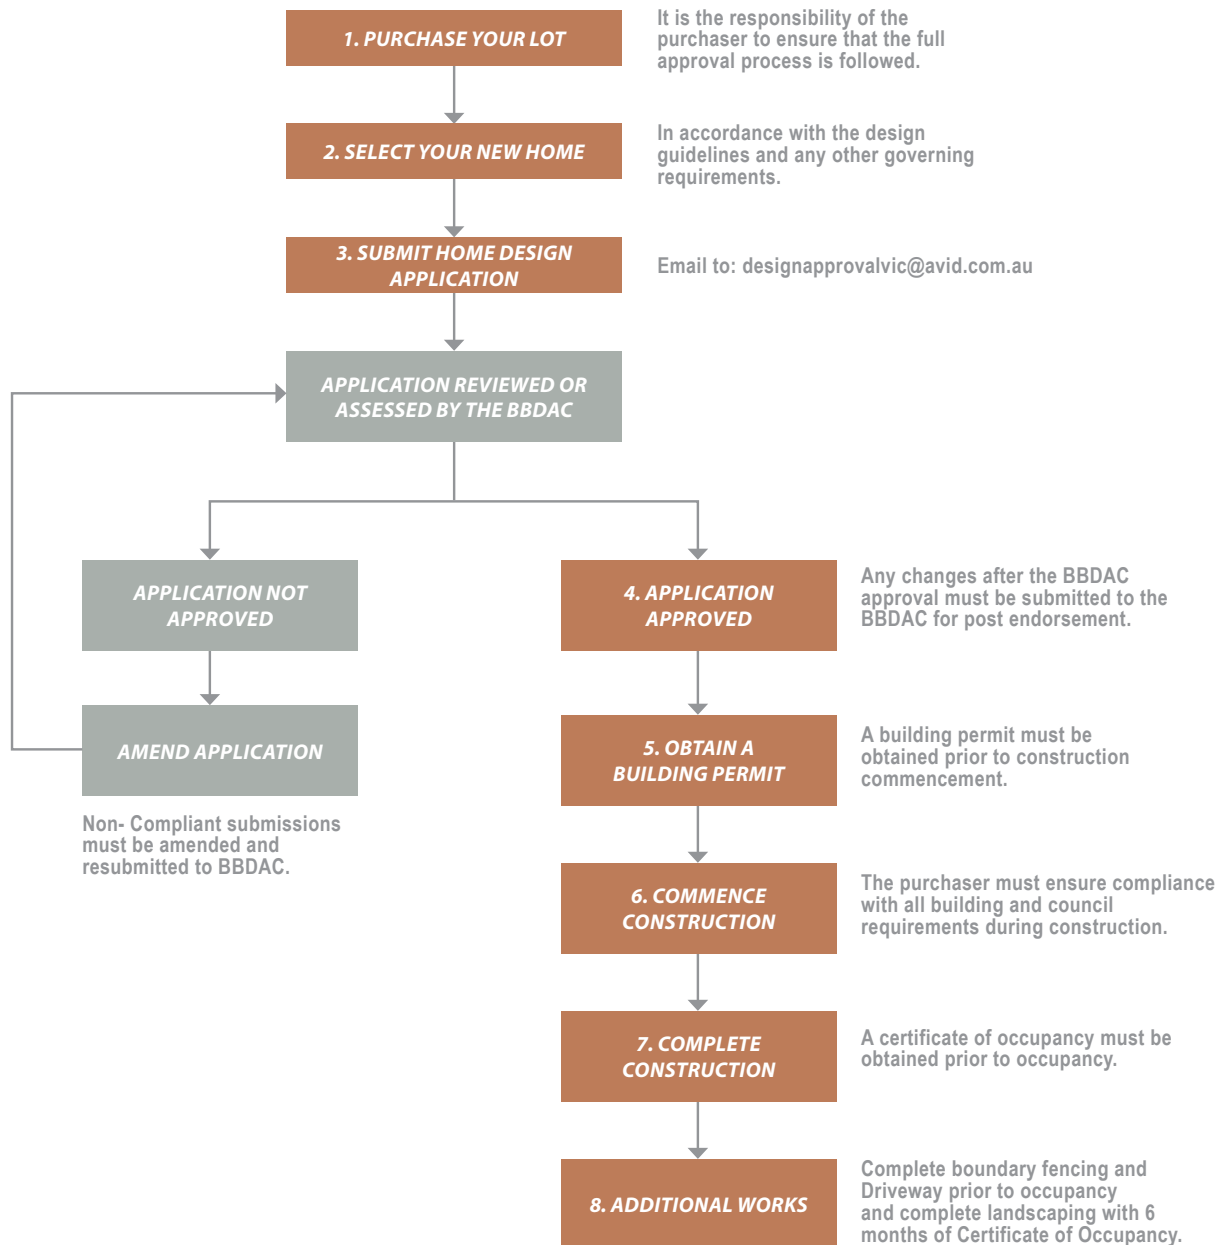 1. PURCHASE YOUR LOT
It is the responsibility of the
purchaser to ensure that the full
approval process is followed.
2. SELECT YOUR NEW HOME
In accordance with the design
guidelines and any other governing
requirements.
3. SUBMIT HOME DESIGN
APPLICATION
Email to: designapprovalvic@avid.com.au
APPLICATION REVIEWED OR
ASSESSED BY THE BBDAC
APPLICATION NOT
APPROVED
AMEND APPLICATION
Non- Compliant submissions
must be amended and
resubmitted to BBDAC.
4. APPLICATION
APPROVED
Any changes after the BBDAC
approval must be submitted to the
BBDAC for post endorsement.
5. OBTAIN A
BUILDING PERMIT
A building permit must be
obtained prior to construction
commencement.
6. COMMENCE
CONSTRUCTION
The purchaser must ensure compliance
with all building and council
requirements during construction.
7. COMPLETE
CONSTRUCTION
A certificate of occupancy must be
obtained prior to occupancy.
8. ADDITIONAL WORKS
Complete boundary fencing and
Driveway prior to occupancy
and complete landscaping with 6
months of Certificate of Occupancy.